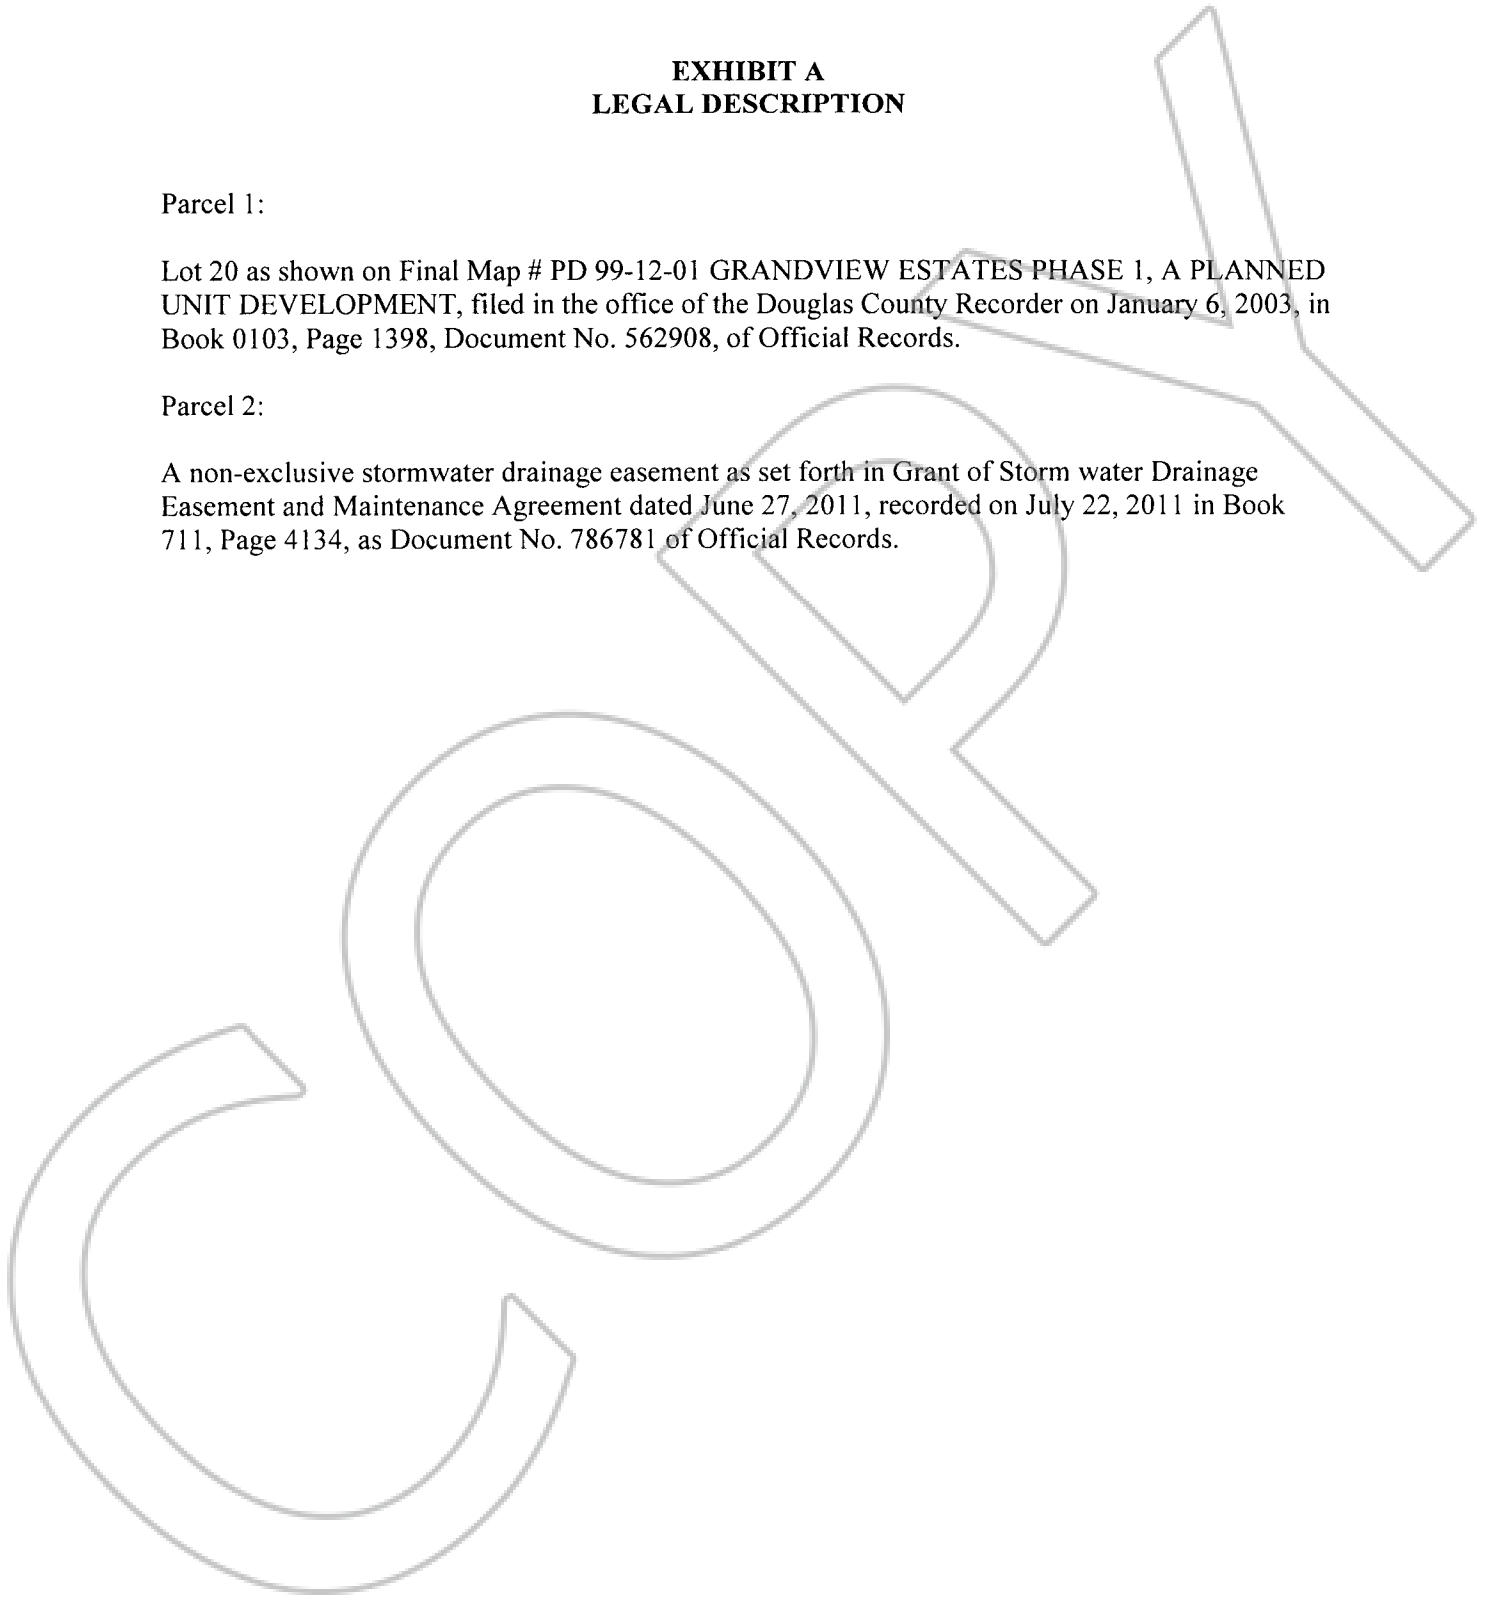 EXHIBIT A
LEGAL DESCRIPTION
Parcel 1:
Lot 20 as shown on Final Map # PD 99-12-01 GRANDVIEW ESTATES PHASE 1, A PLANNED
UNIT DEVELOPMENT, filed in the office of the Douglas County Recorder on January 6, 2003, in
Book 0103, Page 1398, Document No. 562908, of Official Records.
Parcel 2:
A non-exclusive stormwater drainage easement as set forth in Grant of Storm water Drainage
Easement and Maintenance Agreement dated June 27, 2011, recorded on July 22, 2011 in Book
711, Page 4134, as Document No. 786781 of Official Records.
COPY